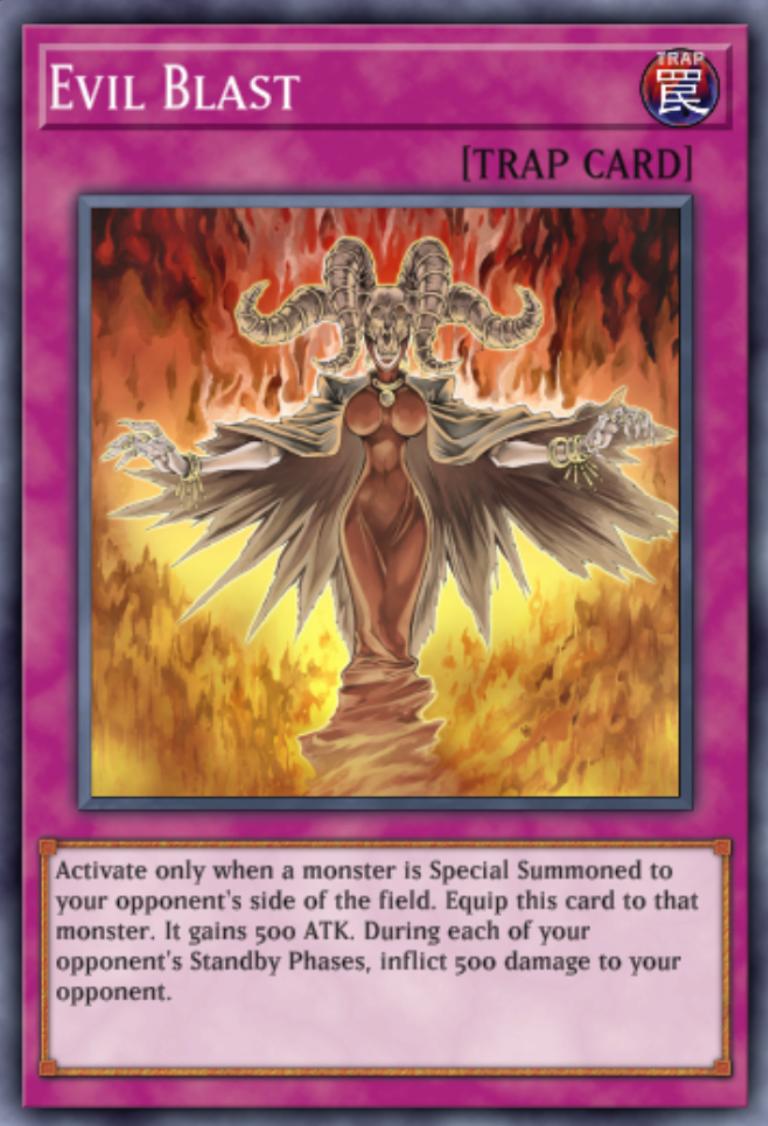 EVIL BLAST
TRAP
罠
[TRAP CARD]
Activate only when a monster is Special Summoned to
your opponent's side of the field. Equip this card to that
monster. It gains 500 ATK. During each of your
opponent's Standby Phases, inflict 500 damage to your
opponent.